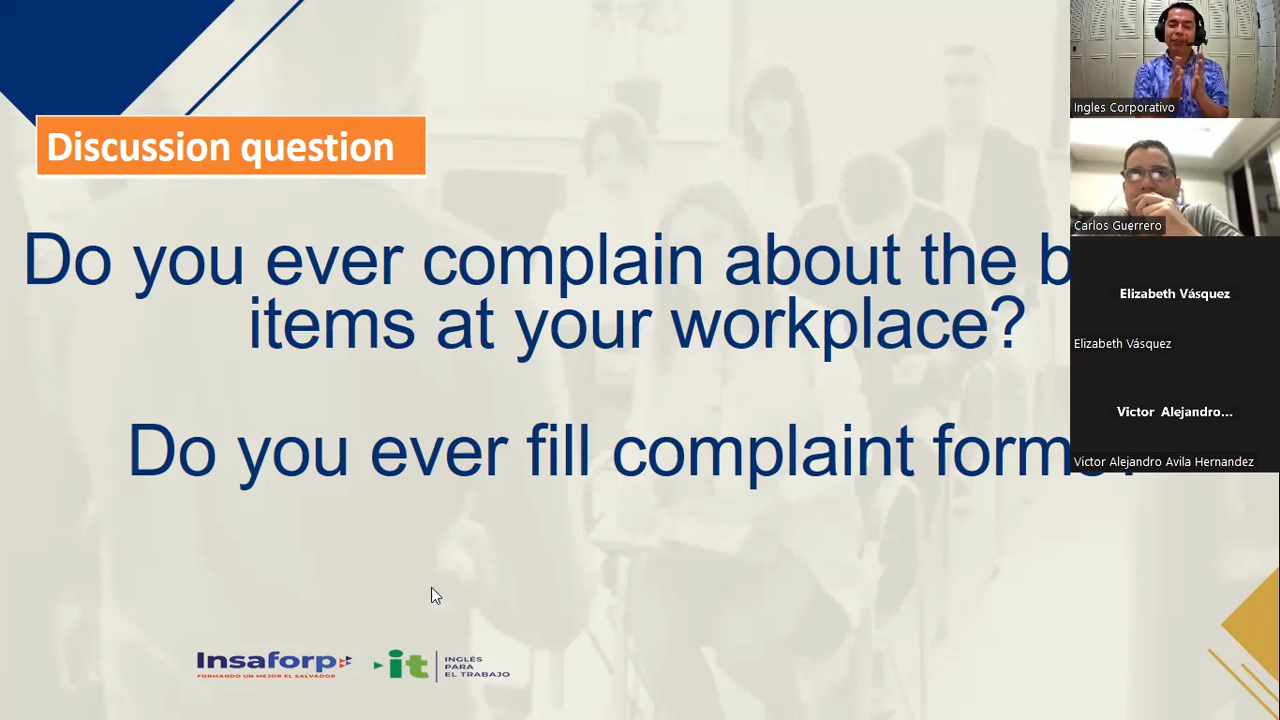 Discussion question
Do you ever complain about the
items at your workplace?
Do you ever fill complaint
Insaforp
FORMANDO UN MEJOR EL SALVADOR
it
INGLÉS
PARA
EL TRABAJO
Ingles Corporativo
Carlos Guerrero
Elizabeth Vásquez
Elizabeth Vásquez
Victor Alejandro...
Victor Alejandro Avila Hernandez